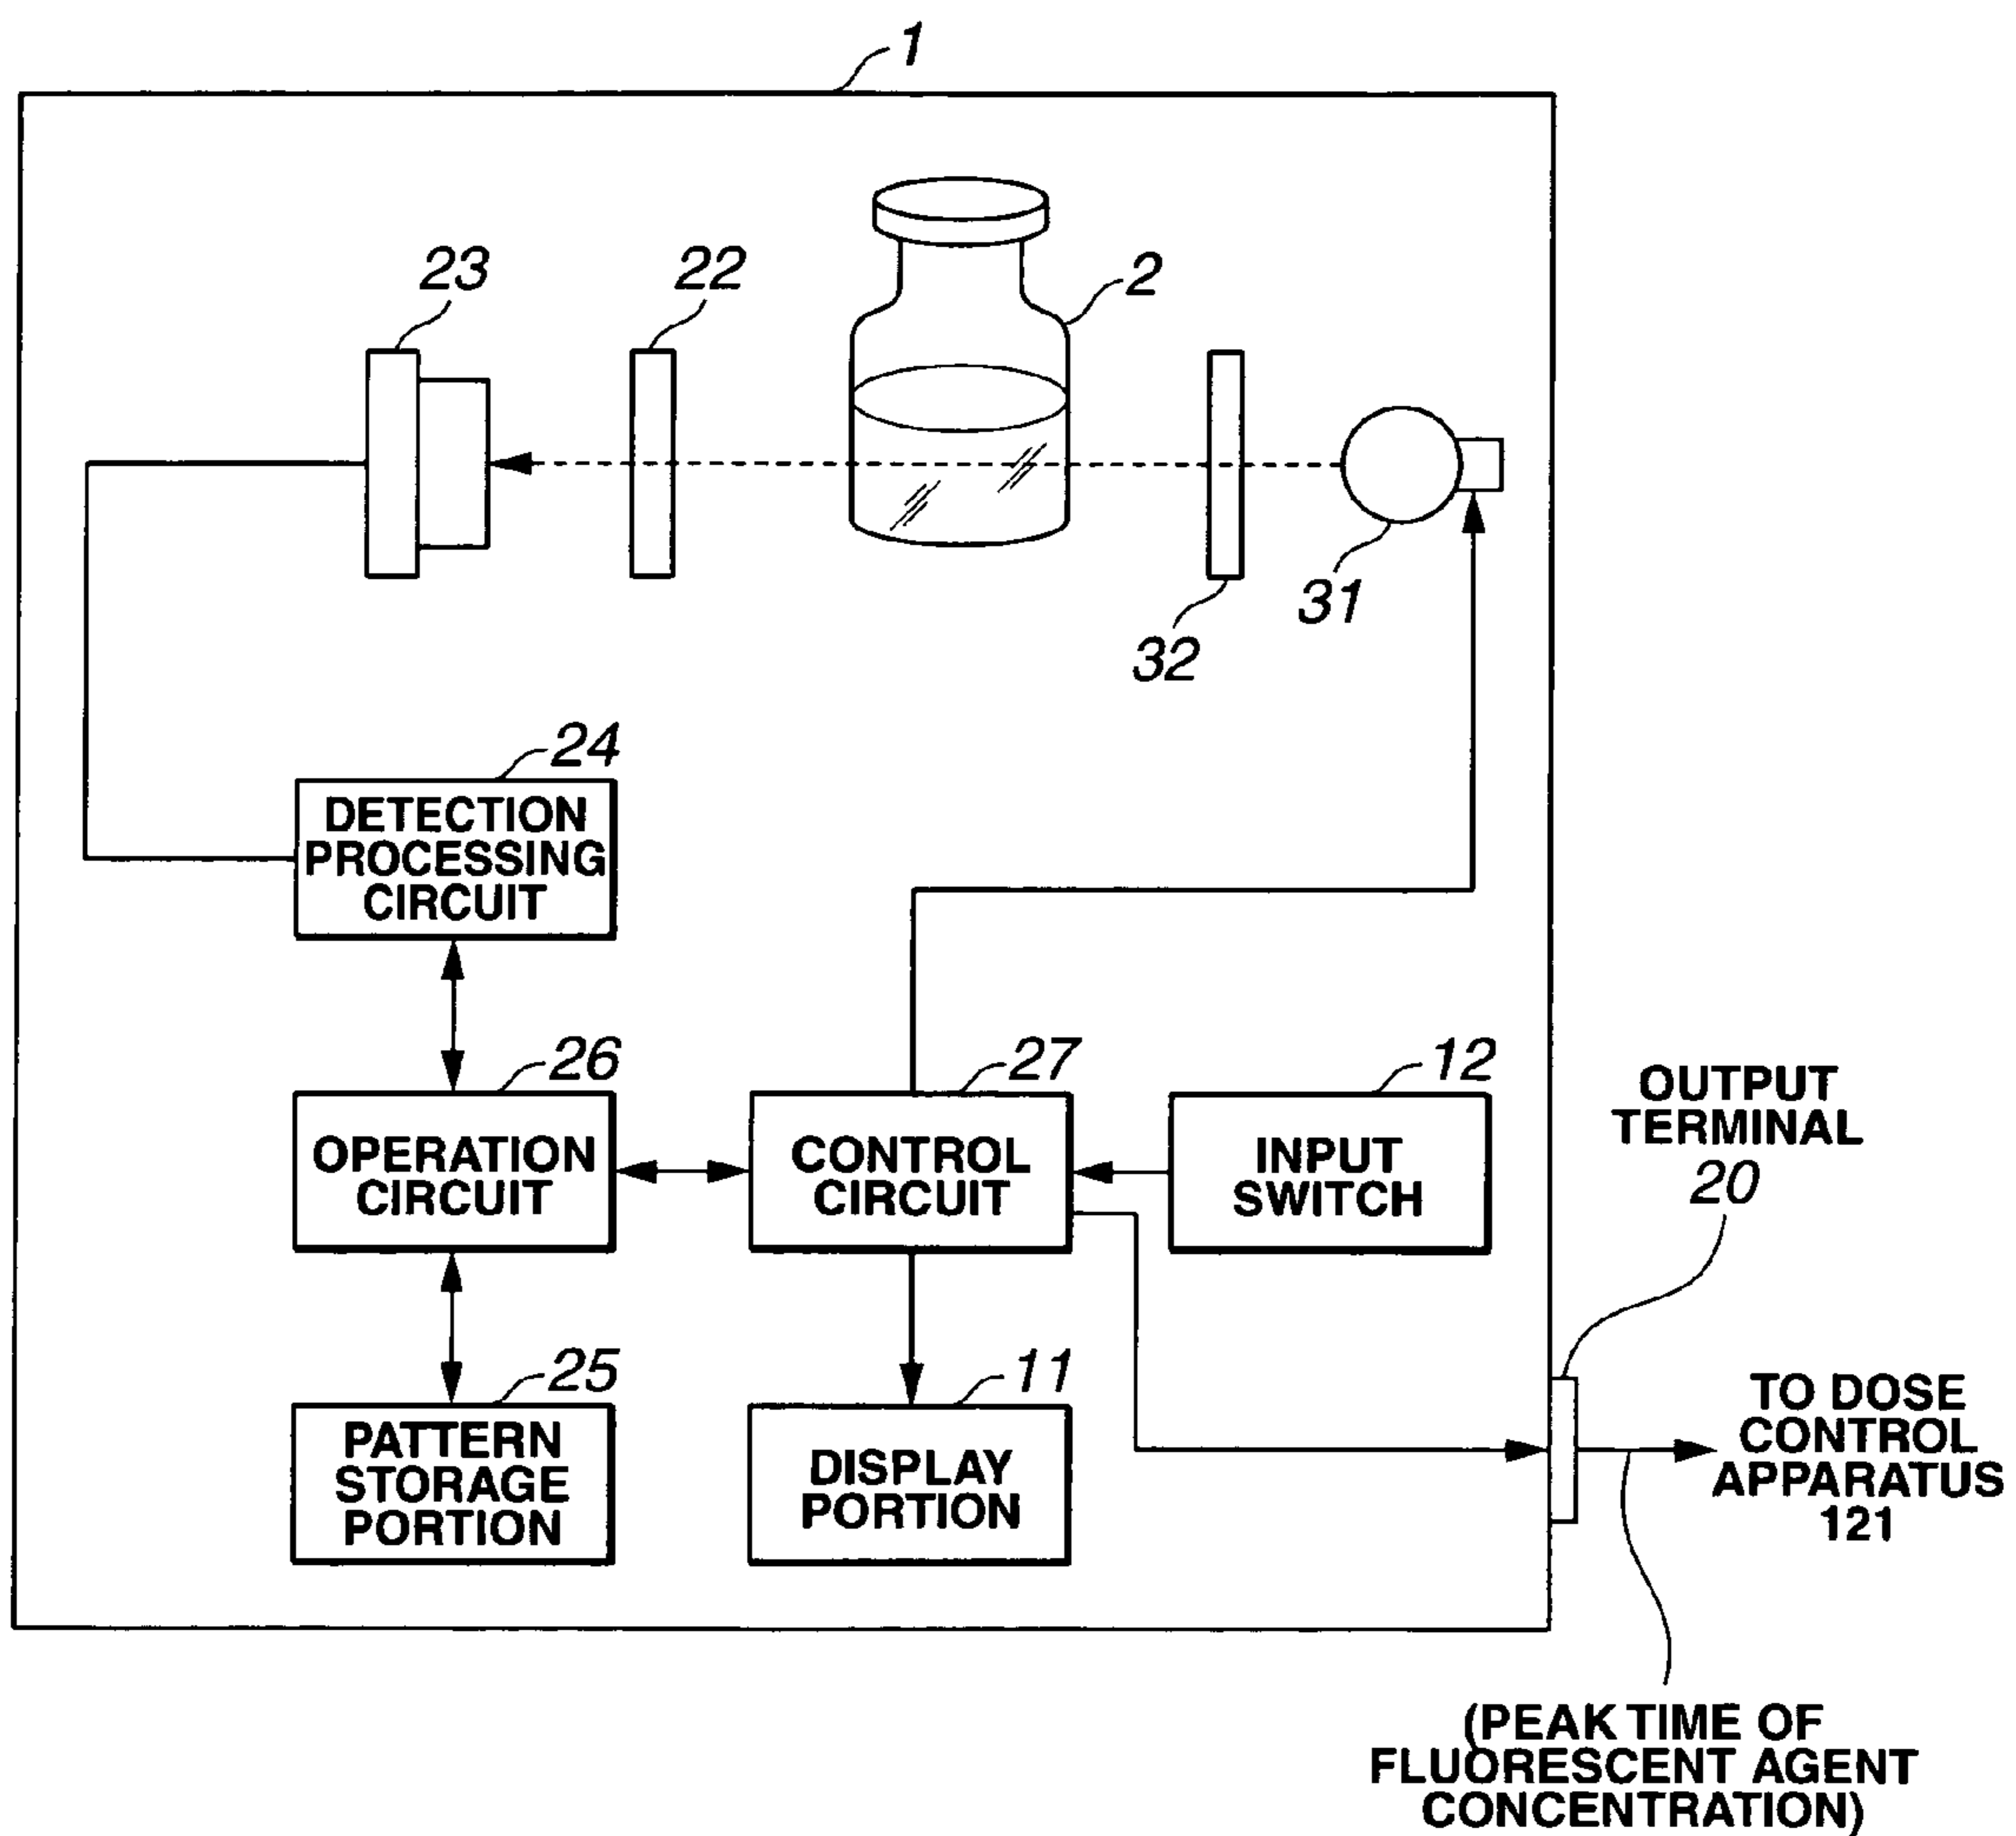 1
23
22
2
31
32
24
DETECTION
PROCESSING
CIRCUIT
26
OPERATION
CIRCUIT
27
CONTROL
CIRCUIT
12
INPUT
SWITCH
OUTPUT
TERMINAL
20
25
PATTERN
STORAGE
PORTION
11
DISPLAY
PORTION
TO DOSE
CONTROL
APPARATUS
121
(PEAK TIME OF
FLUORESCENT AGENT
CONCENTRATION)